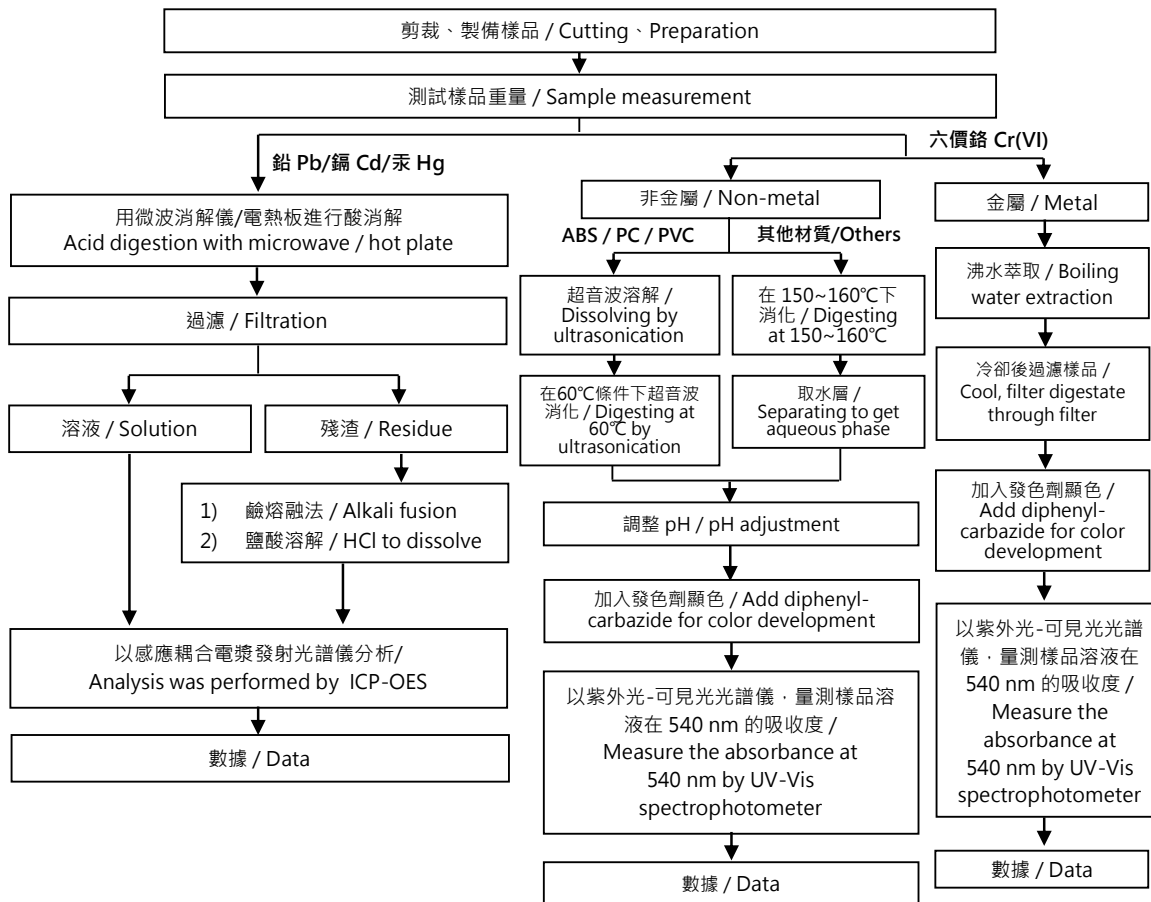 剪裁、製備樣品 / Cutting、Preparation
測試樣品重量 / Sample measurement
鉛 Pb/鎘 Cd/汞 Hg
用微波消解儀/電熱板進行酸消解
Acid digestion with microwave / hot plate
過濾 / Filtration
溶液 / Solution
殘渣 / Residue
1) 鹼熔融法 / Alkali fusion
2) 鹽酸溶解 / HCl to dissolve
以感應耦合電漿發射光譜儀分析/
Analysis was performed by ICP-OES
數據 / Data
六價鉻 Cr(VI)
非金屬 / Non-metal
ABS / PC / PVC
超音波溶解 /
Dissolving by
ultrasonication
在60℃條件下超音波
消化 / Digesting at
60℃ by
ultrasonication
其他材質/Others
在 150~160℃下
消化 / Digesting
at 150~160℃
取水層 /
Separating to get
aqueous phase
調整 pH / pH adjustment
加入發色劑顯色 / Add diphenyl-
carbazide for color development
以紫外光-可見光光譜儀，量測樣品溶
液在 540 nm 的吸收度 /
Measure the absorbance at
540 nm by UV-Vis
spectrophotometer
數據 / Data
金屬 / Metal
沸水萃取 / Boiling
water extraction
冷卻後過濾樣品 /
Cool, filter digestate
through filter
加入發色劑顯色 /
Add diphenyl-
carbazide for color
development
以紫外光-可見光光譜
儀，量測樣品溶液在
540 nm 的吸收度 /
Measure the
absorbance at
540 nm by UV-Vis
spectrophotometer
數據 / Data